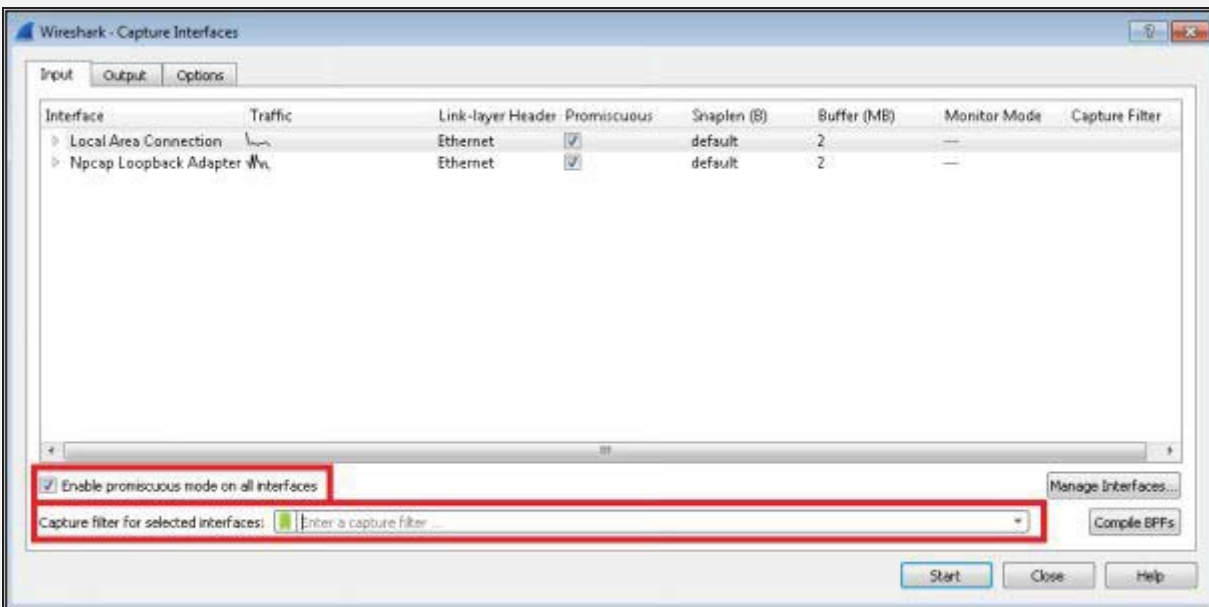 Wireshark - Capture Interfaces
Input Output Options
Interface Traffic Link-layer Header Promiscuous Snaplen (B) Buffer (MB) Monitor Mode Capture Filter
Local Area Connection Ethernet default 2 —
Npcap Loopback Adapter Ethernet default 2 —
Enable promiscuous mode on all interfaces Manage Interfaces...
Capture filter for selected interfaces: Enter a capture filter ... Compile BPFs
Start Close Help